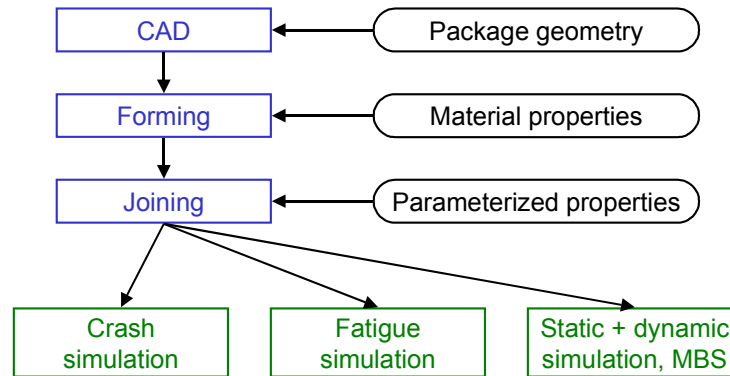 CAD
Package geometry
Forming
Material properties
Joining
Parameterized properties
Crash
simulation
Fatigue
simulation
Static + dynamic
simulation, MBS